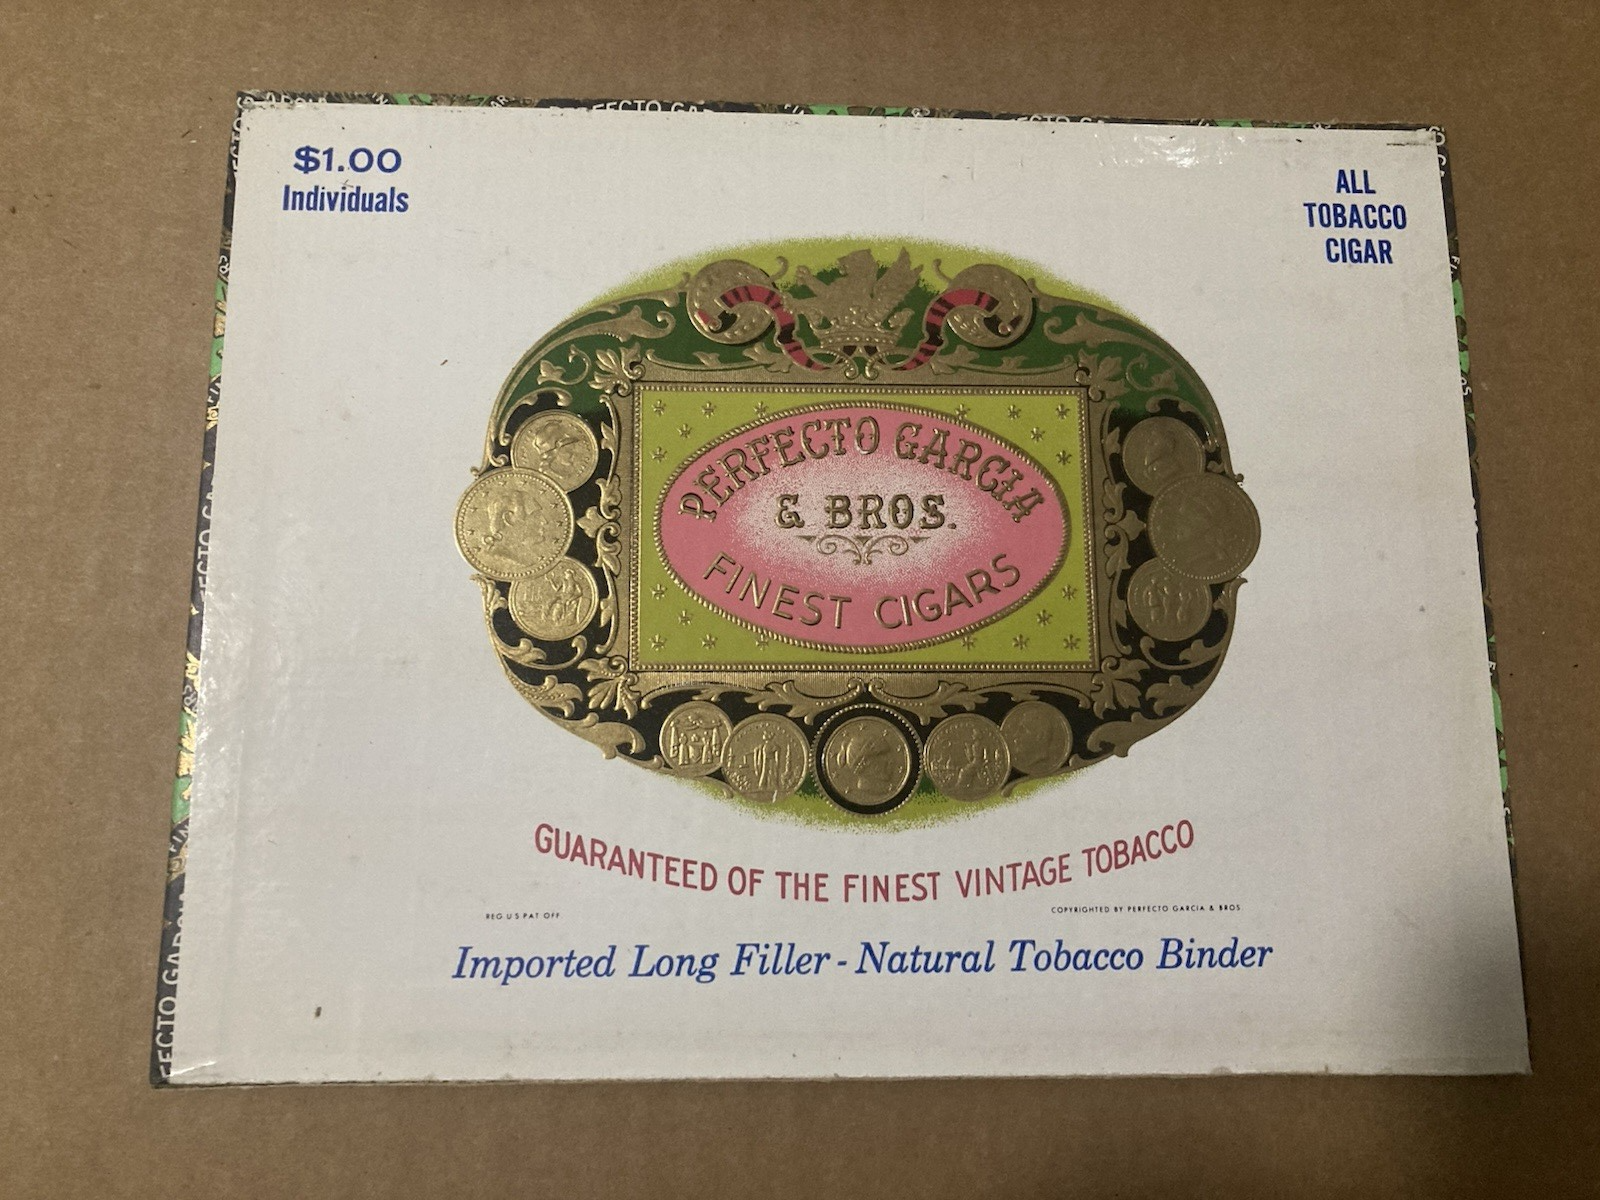 $1.00
Individuals
ALL
TOBACCO
CIGAR
PERFECTO GARCIA
& BROS.
FINEST CIGARS
GUARANTEED OF THE FINEST VINTAGE TOBACCO
REG U S PAT OFF
COPYRIGHTED BY PERFECTO GARCIA & BROS.
Imported Long Filler - Natural Tobacco Binder